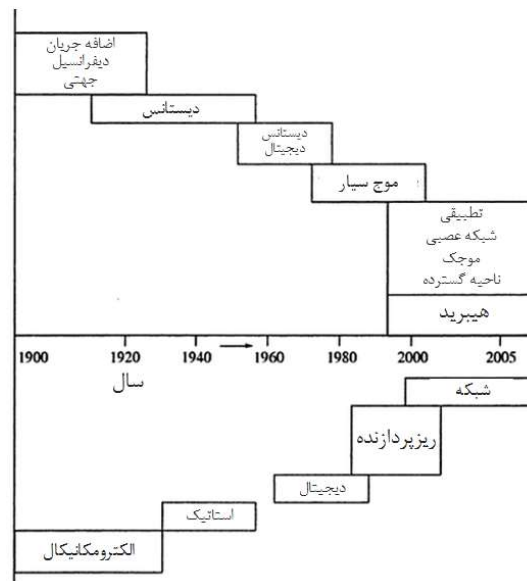 اضافه جریان
دیفرانسیل
جهتی
دیستانس
دیستانس
دیجیتال
موج سیار
تطبیقی
شبکه عصبی
موجک
ناحیه گسترده
هیبرید
1900 1920 1940 1960 1980 2000 2005
سال
شبکه
ریزپردازنده
دیجیتال
استاتیک
الکترومکانیکال